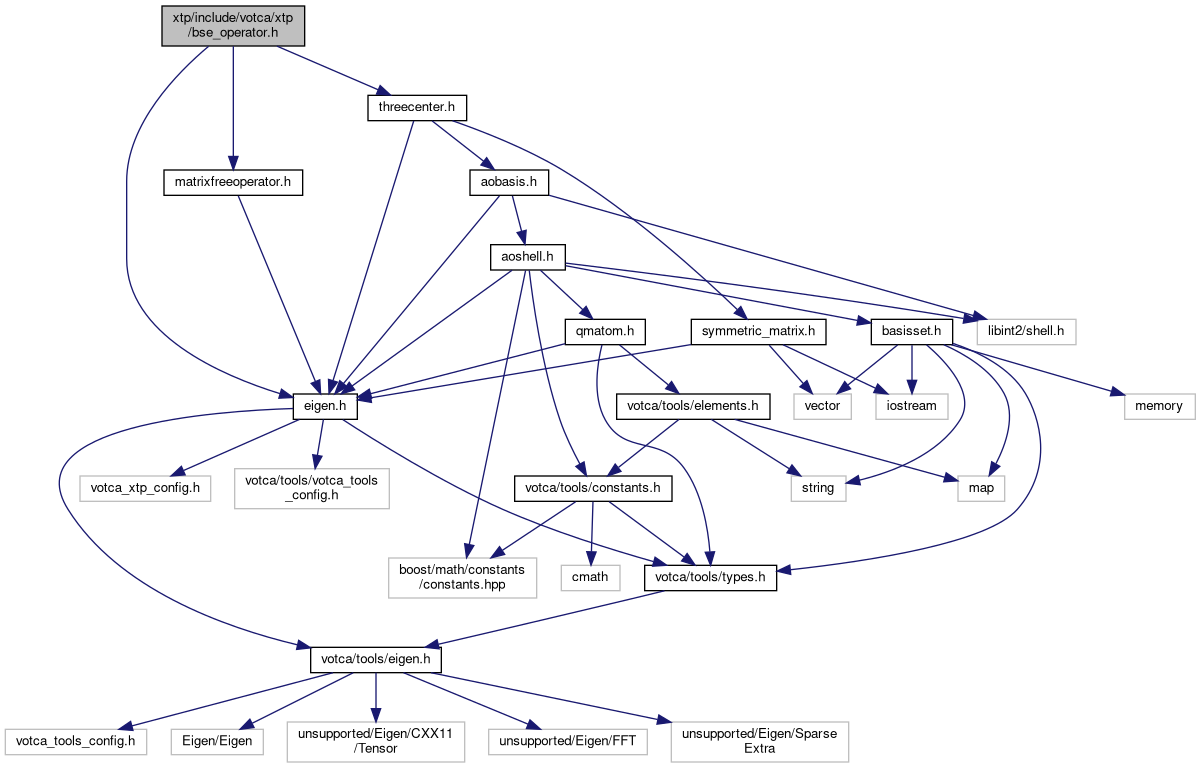 xtp/include/votca/xtp
/bse_operator.h
threecenter.h
matrixfreeoperator.h
aobasis.h
aoshell.h
qmatom.h
symmetric_matrix.h
basisset.h
libint2/shell.h
eigen.h
votca/tools/elements.h
vector
iostream
memory
votca_xtp_config.h
votca/tools/votca_tools
_config.h
votca/tools/constants.h
string
map
boost/math/constants
/constants.hpp
cmath
votca/tools/types.h
votca/tools/eigen.h
votca_tools_config.h
Eigen/Eigen
unsupported/Eigen/CXX11
/Tensor
unsupported/Eigen/FFT
unsupported/Eigen/Sparse
Extra